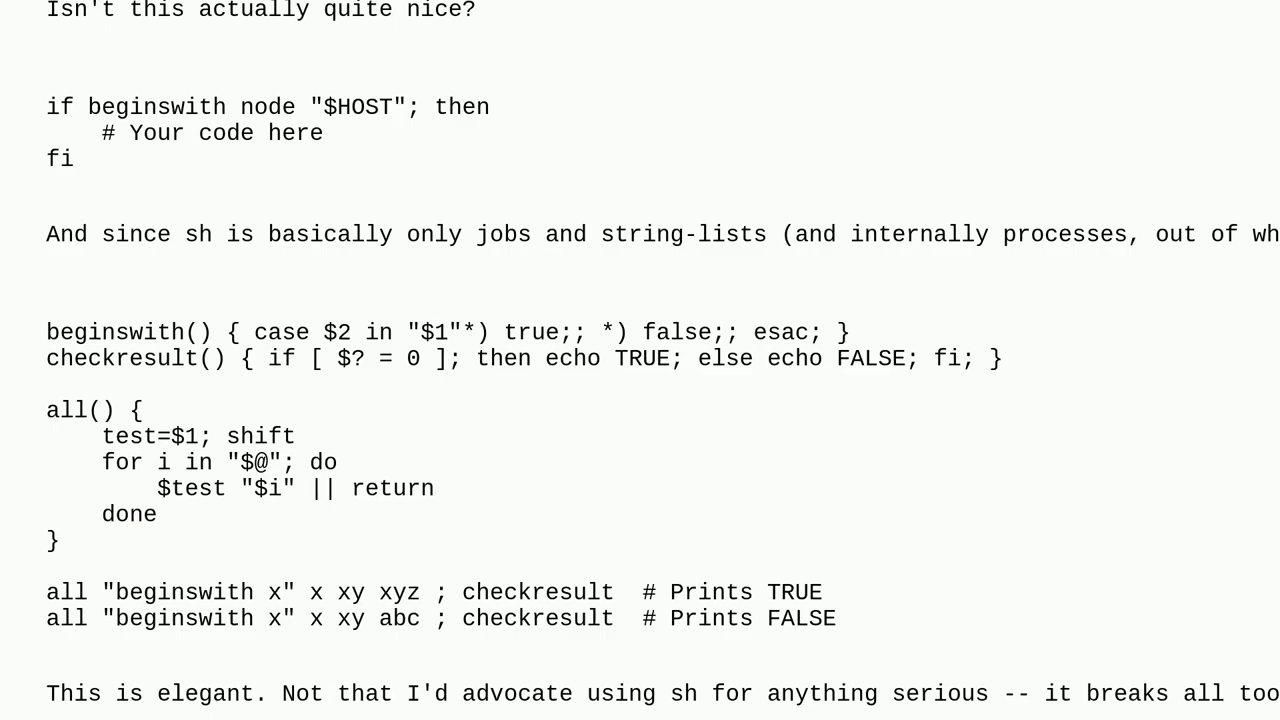 Isn't this actually quite nice?
if beginswith node "$HOST"; then
    # Your code here
fi
And since sh is basically only jobs and string-lists (and internally processes, out of wh
beginswith() { case $2 in "$1"*) true;; *) false;; esac; }
checkresult() { if [ $? = 0 ]; then echo TRUE; else echo FALSE; fi; }
all() {
    test=$1; shift
    for i in "$@"; do
        $test "$i" || return
    done
}
all "beginswith x" x xy xyz ; checkresult  # Prints TRUE
all "beginswith x" x xy abc ; checkresult  # Prints FALSE
This is elegant. Not that I'd advocate using sh for anything serious -- it breaks all too